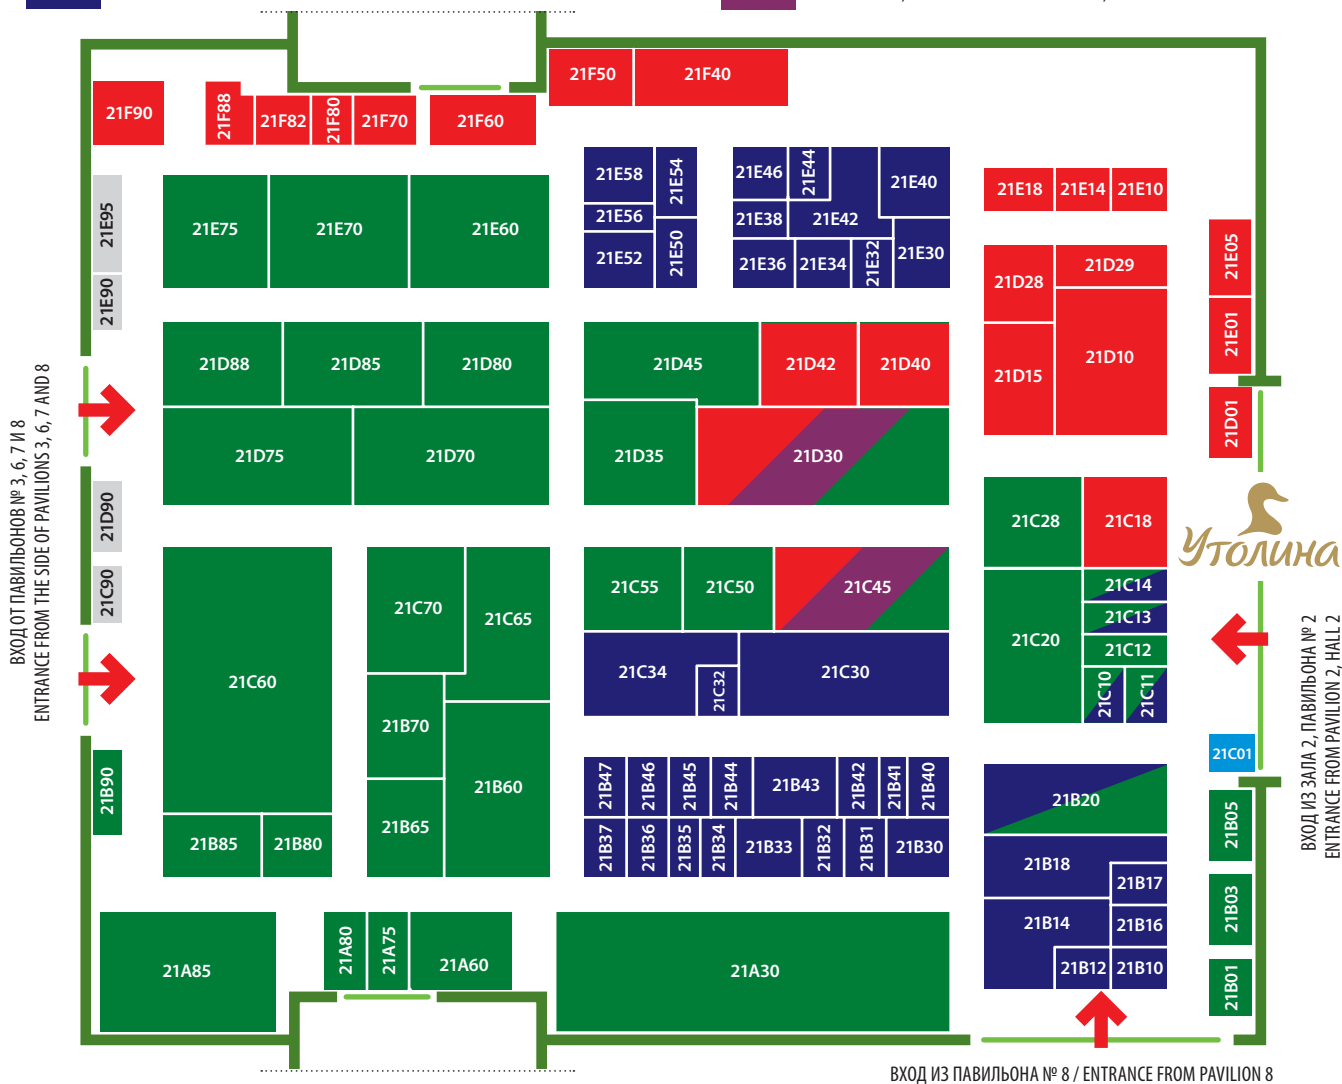 21F50
21F40
21F90
21F88
21F82
21F80
21F70
21F60
21E95
21E90
21E75
21E70
21E60
21E58
21E56
21E52
21E54
21E50
21E46
21E44
21E42
21E40
21E38
21E36
21E34
21E32
21E30
21E18
21E14
21E10
21E05
21E01
21D01
21D28
21D29
21D15
21D10
21D88
21D85
21D80
21D75
21D70
21D45
21D42
21D40
21D35
21D30
ВХОД ОТ ПАВИЛЬОНОВ № 3, 6, 7 И 8
ENTRANCE FROM THE SIDE OF PAVILIONS 3, 6, 7 AND 8
21D90
21C90
21C60
21C70
21C65
21C55
21C50
21C45
21C34
21C32
21C30
21C28
21C18
21C20
21C14
21C13
21C12
21C10
21C11
Утолина
ВХОД ИЗ ЗАЛА 2, ПАВИЛЬОНА № 2
ENTRANCE FROM PAVILION 2, HALL 2
21C01
21B90
21B85
21B80
21B70
21B65
21B60
21B47
21B46
21B45
21B44
21B43
21B42
21B41
21B40
21B37
21B36
21B35
21B34
21B33
21B32
21B31
21B30
21B20
21B18
21B17
21B14
21B16
21B12
21B10
21B05
21B03
21B01
21A85
21A80
21A75
21A60
21A30
ВХОД ИЗ ПАВИЛЬОНА № 8 / ENTRANCE FROM PAVILION 8